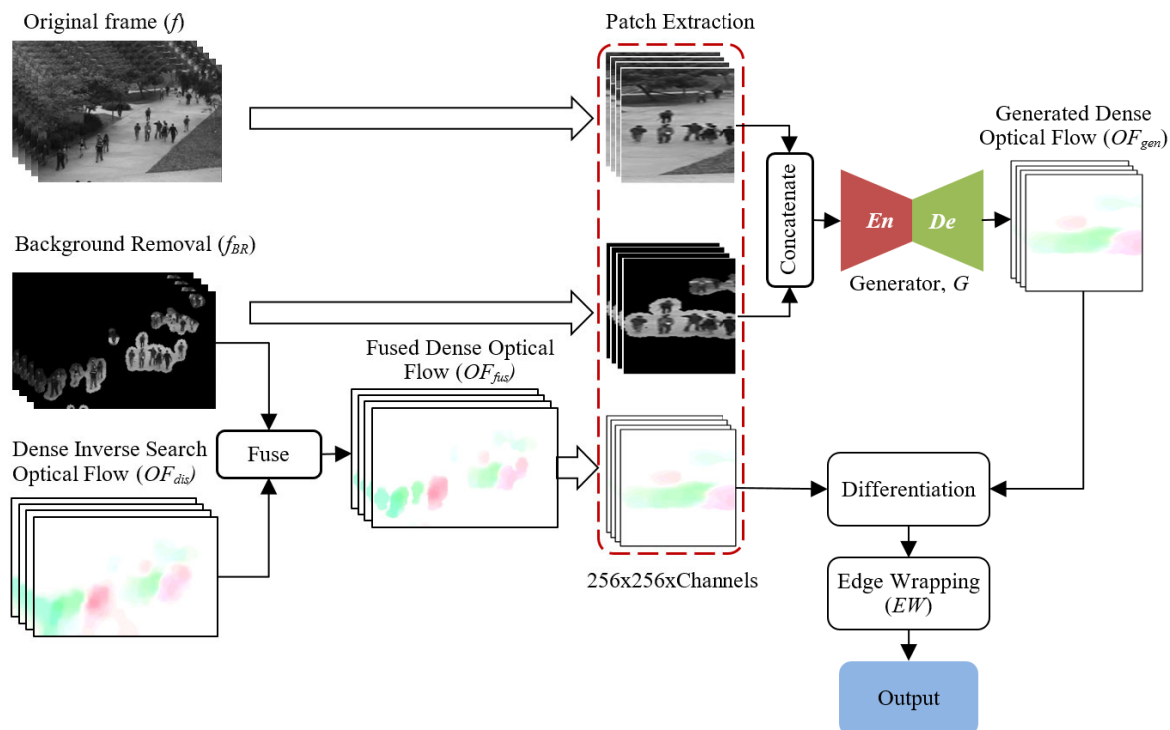 Original frame (f)
Patch Extraction
Generated Dense
Optical Flow (OFgen)
Concatenate
En
De
Generator, G
Background Removal (fBR)
Fused Dense Optical
Flow (OFfus)
Dense Inverse Search
Optical Flow (OFdis)
Fuse
Differentiation
256x256xChannels
Edge Wrapping
(EW)
Output